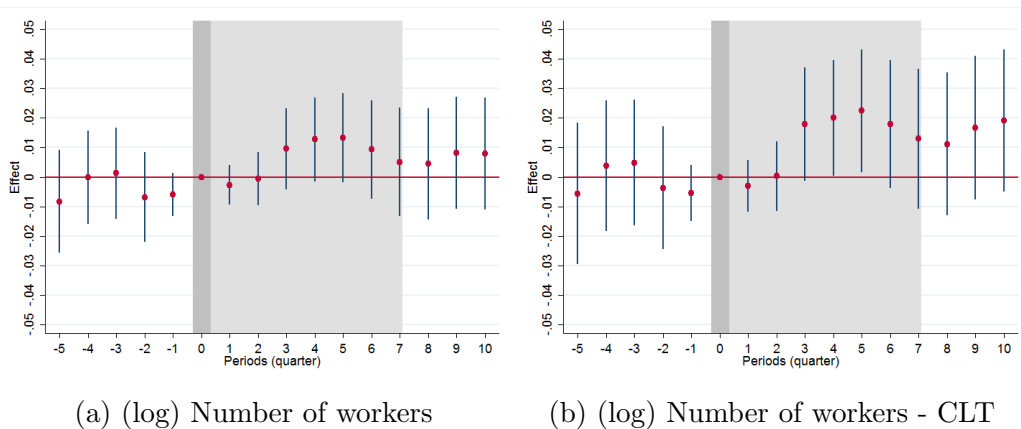 .05
.04
.03
.02
.01
0
-.01
-.02
-.03
-.04
-.05
Effect
-5 -4 -3 -2 -1 0 1 2 3 4 5 6 7 8 9 10
Periods (quarter)
(a) (log) Number of workers
.05
.04
.03
.02
.01
0
-.01
-.02
-.03
-.04
-.05
Effect
-5 -4 -3 -2 -1 0 1 2 3 4 5 6 7 8 9 10
Periods (quarter)
(b) (log) Number of workers - CLT